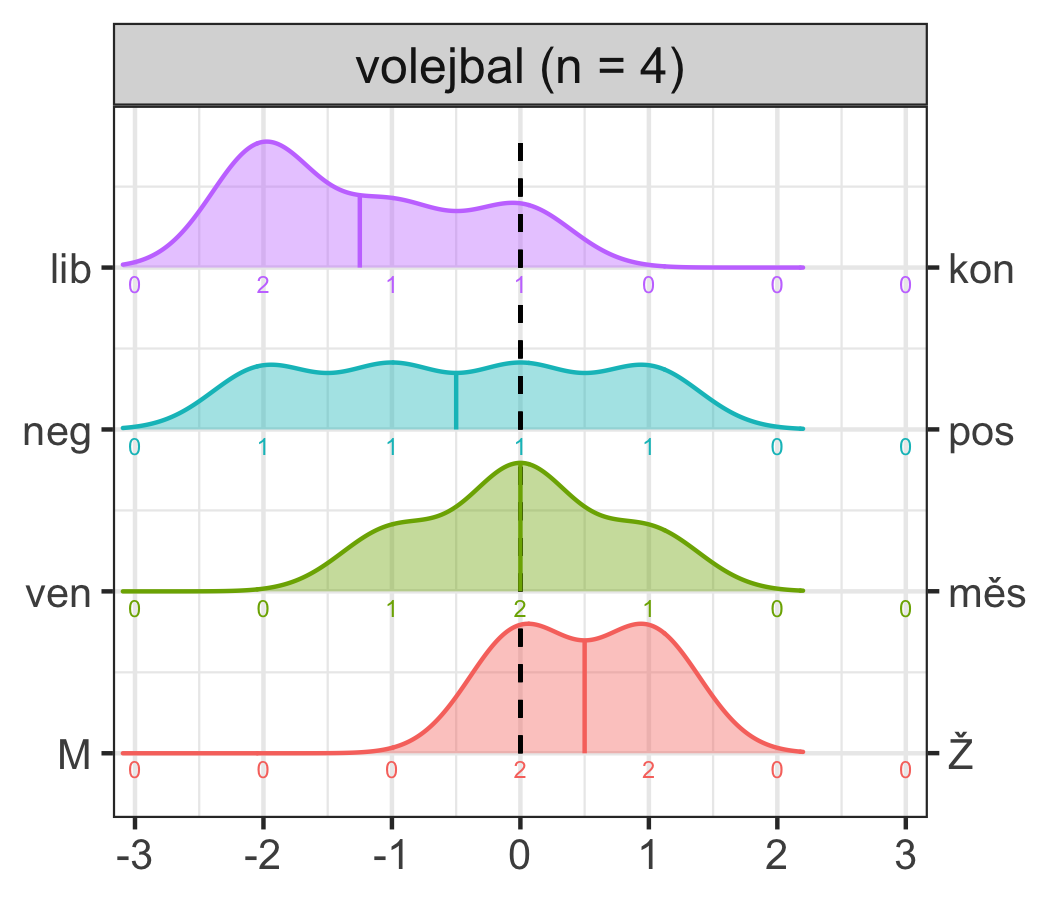 volejbal (n = 4)
lib kon
0 2 1 1 0 0 0
neg pos
0 1 1 1 1 0 0
ven měs
0 0 1 2 1 0 0
M Ž
0 0 0 2 2 0 0
-3 -2 -1 0 1 2 3